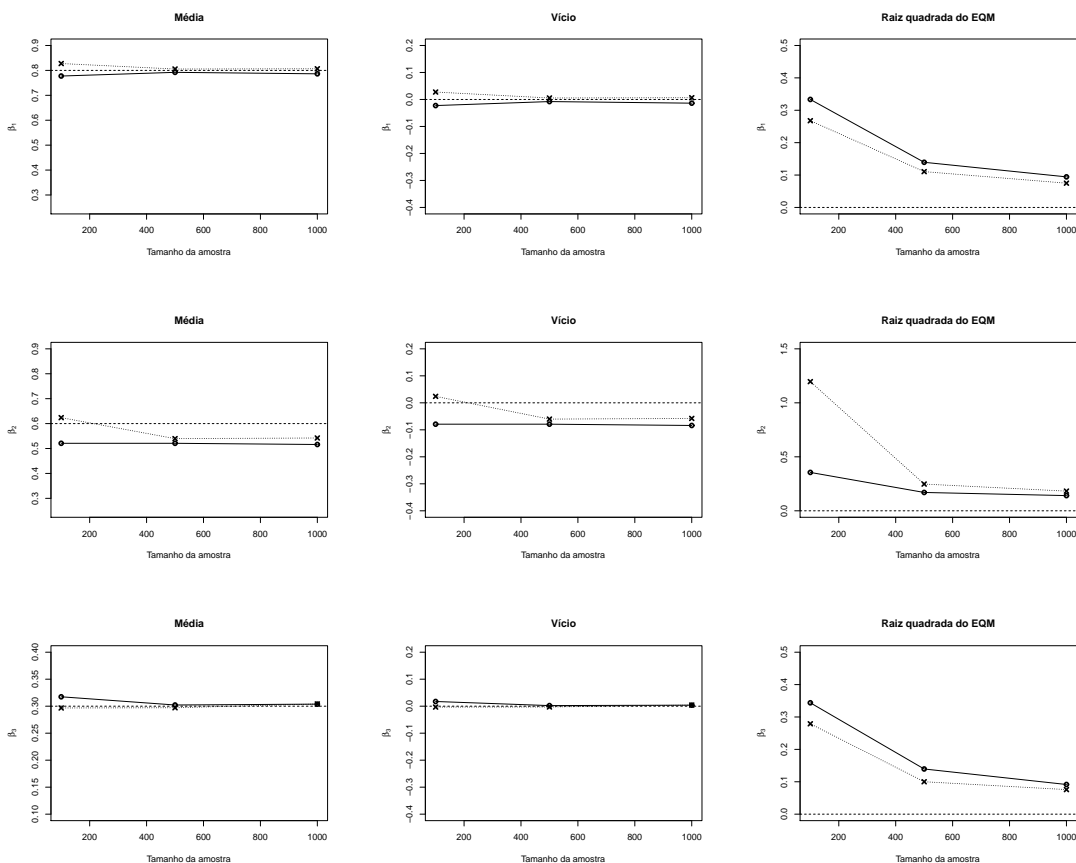 Média
β1
0.3 0.4 0.5 0.6 0.7 0.8 0.9
200 400 600 800 1000
Tamanho da amostra
Vício
β1
−0.4 −0.3 −0.2 −0.1 0.0 0.1 0.2
200 400 600 800 1000
Tamanho da amostra
Raiz quadrada do EQM
β1
0.0 0.1 0.2 0.3 0.4 0.5
200 400 600 800 1000
Tamanho da amostra
Média
β2
0.3 0.4 0.5 0.6 0.7 0.8 0.9
200 400 600 800 1000
Tamanho da amostra
Vício
β2
−0.4 −0.3 −0.2 −0.1 0.0 0.1 0.2
200 400 600 800 1000
Tamanho da amostra
Raiz quadrada do EQM
β2
0.0 0.5 1.0 1.5
200 400 600 800 1000
Tamanho da amostra
Média
β3
0.10 0.15 0.20 0.25 0.30 0.35 0.40
200 400 600 800 1000
Tamanho da amostra
Vício
β3
−0.4 −0.3 −0.2 −0.1 0.0 0.1 0.2
200 400 600 800 1000
Tamanho da amostra
Raiz quadrada do EQM
β3
0.0 0.1 0.2 0.3 0.4 0.5
200 400 600 800 1000
Tamanho da amostra